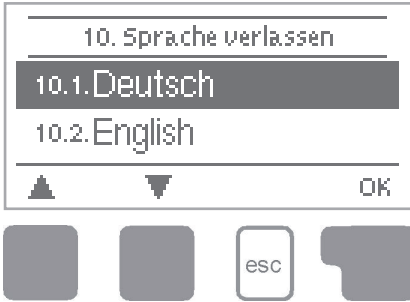 10. Sprache verlassen
10.1.Deutsch
10.2.English
OK
esc